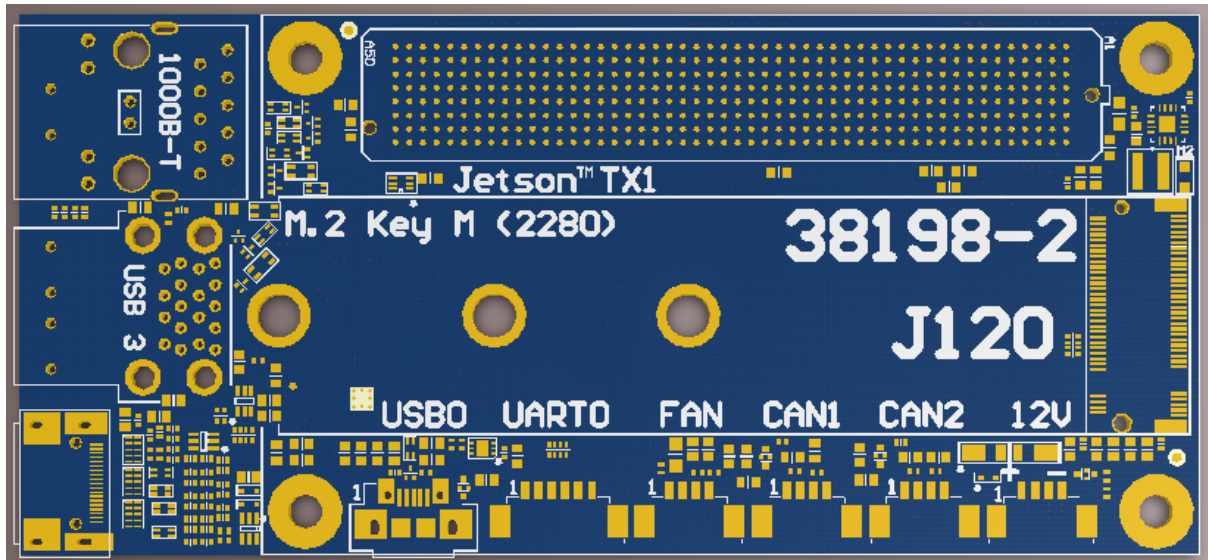 A50
A1
1000B-T
Jetson™ TX1
M2
M.2 Key M (2280)
38198-2
USB 3
J120
USB0 UART0 FAN CAN1 CAN2 12V
1 1 1 1 1 1